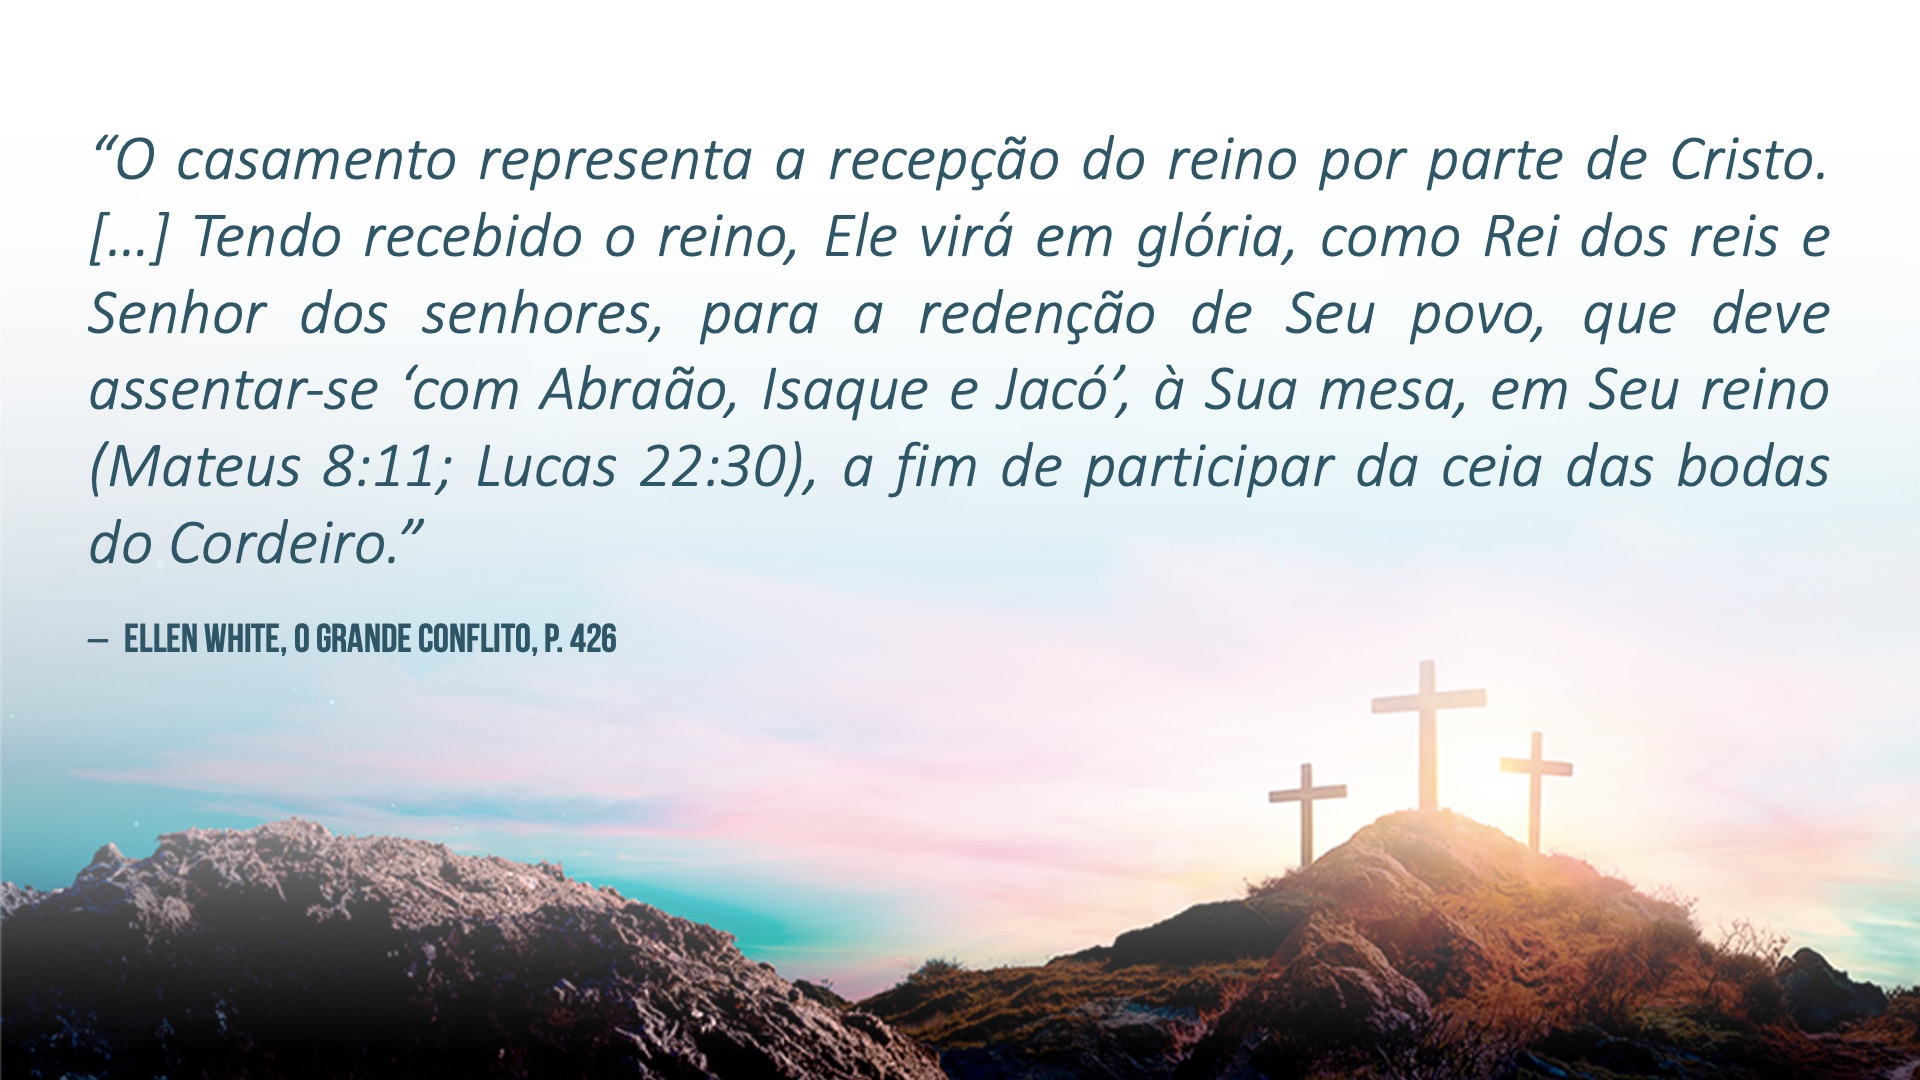 “O casamento representa a recepção do reino por parte de Cristo.
[…] Tendo recebido o reino, Ele virá em glória, como Rei dos reis e
Senhor dos senhores, para a redenção de Seu povo, que deve
assentar-se ‘com Abraão, Isaque e Jacó’, à Sua mesa, em Seu reino
(Mateus 8:11; Lucas 22:30), a fim de participar da ceia das bodas
do Cordeiro.”
– ELLEN WHITE, O GRANDE CONFLITO, P. 426